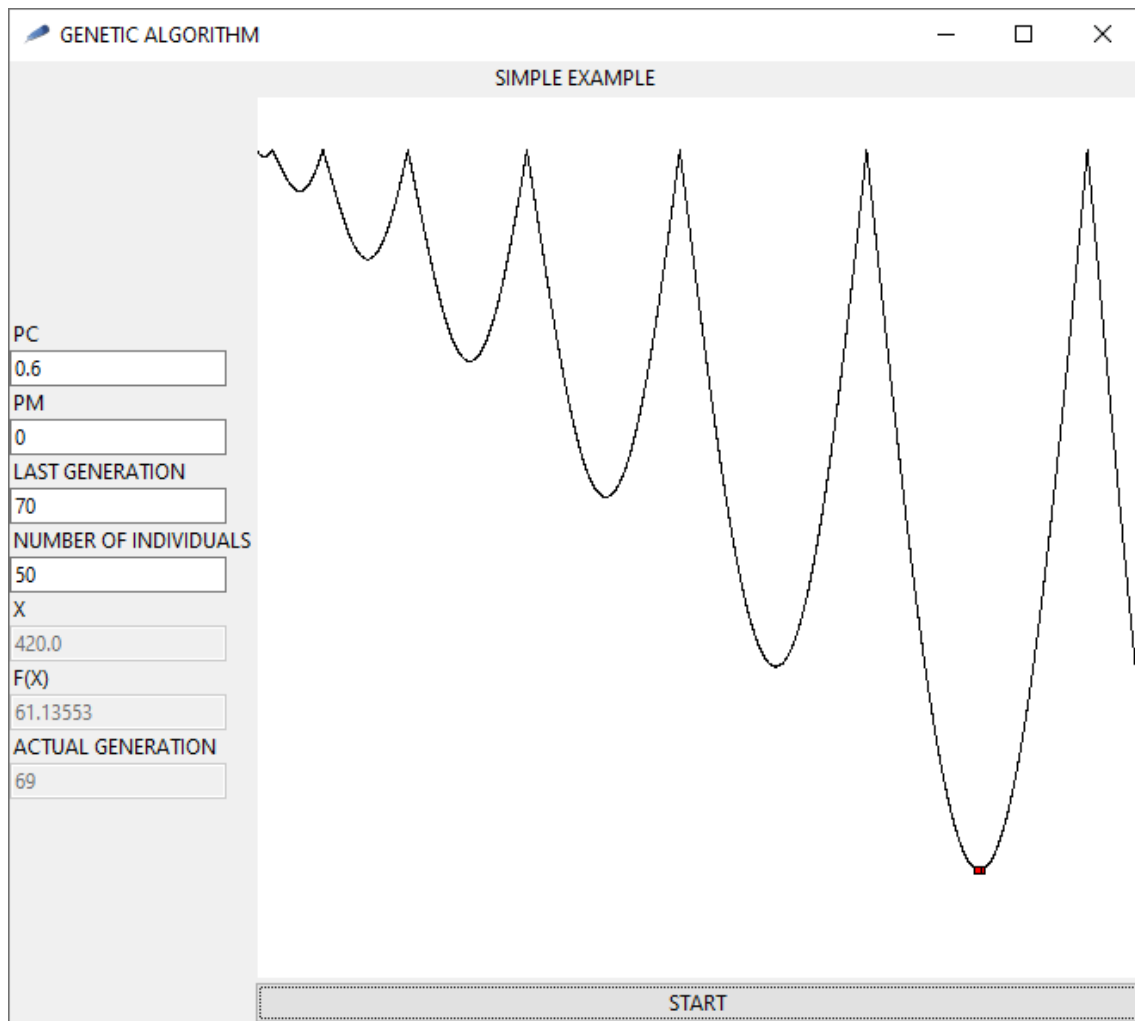 GENETIC ALGORITHM
SIMPLE EXAMPLE
PC
0.6
PM
0
LAST GENERATION
70
NUMBER OF INDIVIDUALS
50
X
420.0
F(X)
61.13553
ACTUAL GENERATION
69
START